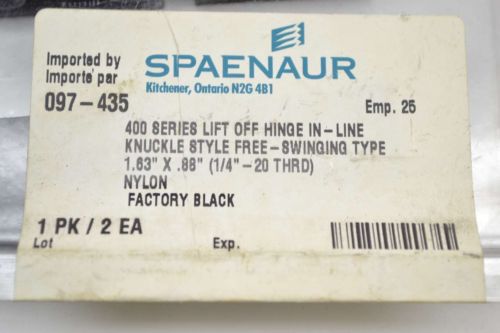 Imported by
Importe' par
SPAENAUR
Kitchener, Ontario N2G 4B1
097-435
Emp. 25
400 SERIES LIFT OFF HINGE IN-LINE
KNUCKLE STYLE FREE-SWINGING TYPE
1.63" X .88" (1/4"-20 THRD)
NYLON
FACTORY BLACK
1 PK / 2 EA
Lot
Exp.